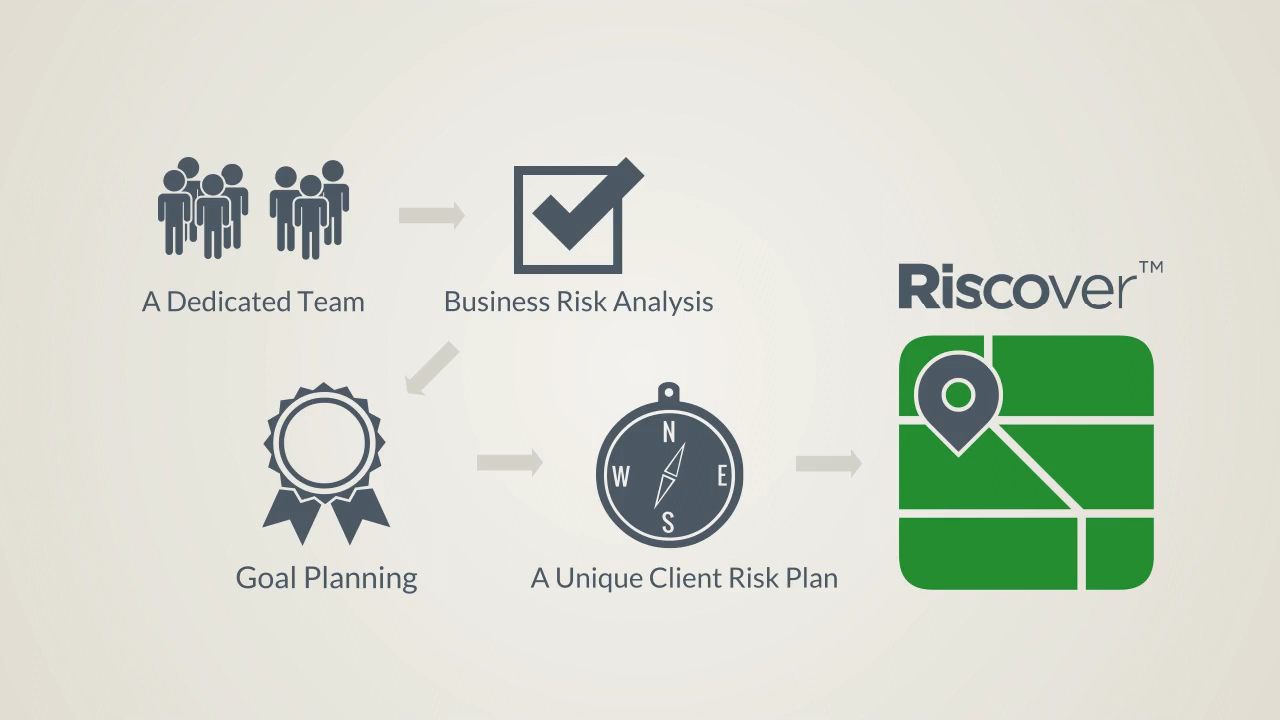 A Dedicated Team
Business Risk Analysis
Riscover™
N
W E
S
Goal Planning
A Unique Client Risk Plan